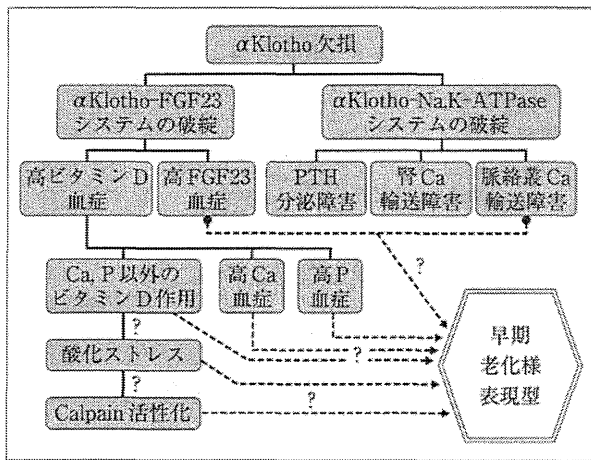 αKlotho 欠損
αKlotho-FGF23
システムの破綻
αKlotho-Na,K-ATPase
システムの破綻
高ビタミンD
血症
高FGF23
血症
PTH
分泌障害
腎Ca
輸送障害
脈絡叢Ca
輸送障害
?
Ca, P以外の
ビタミンD作用
高Ca
血症
高P
血症
?
?
酸化ストレス
?
?
Calpain 活性化
?
早期
老化様
表現型